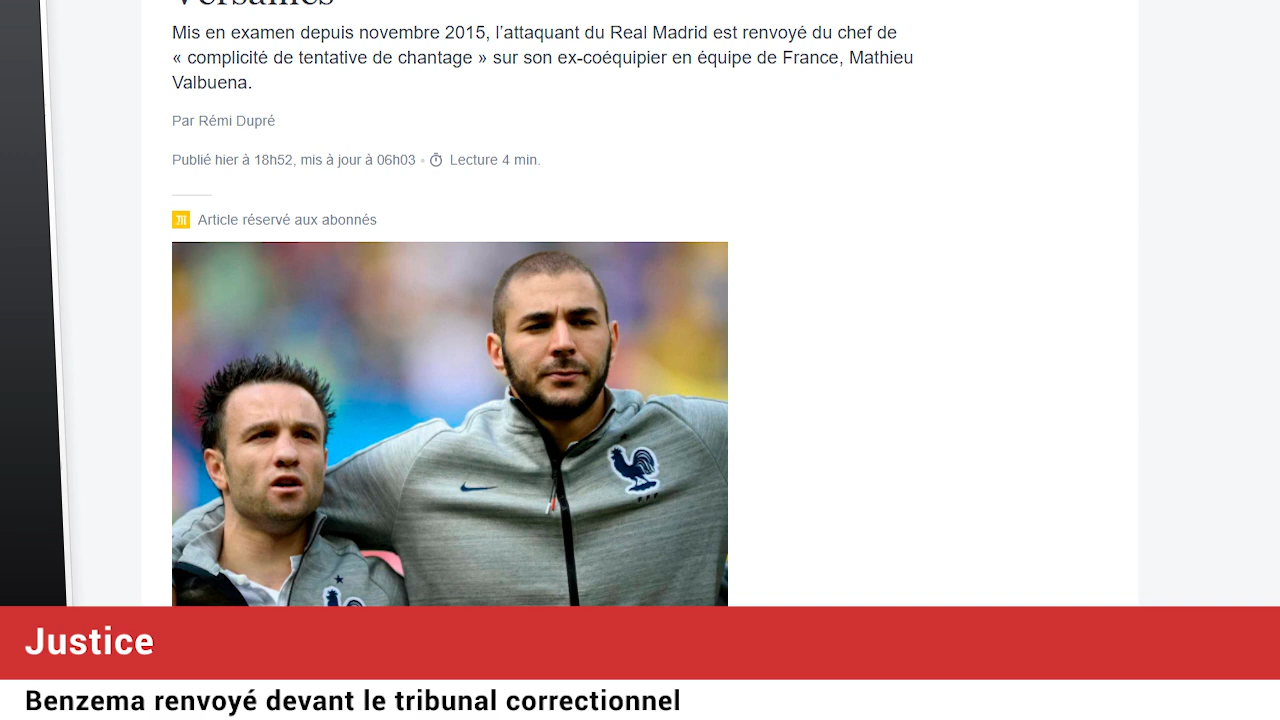 Versailles
Mis en examen depuis novembre 2015, l’attaquant du Real Madrid est renvoyé du chef de
« complicité de tentative de chantage » sur son ex-coéquipier en équipe de France, Mathieu
Valbuena.
Par Rémi Dupré
Publié hier à 18h52, mis à jour à 06h03 • Lecture 4 min.
Article réservé aux abonnés
FFF
Justice
Benzema renvoyé devant le tribunal correctionnel